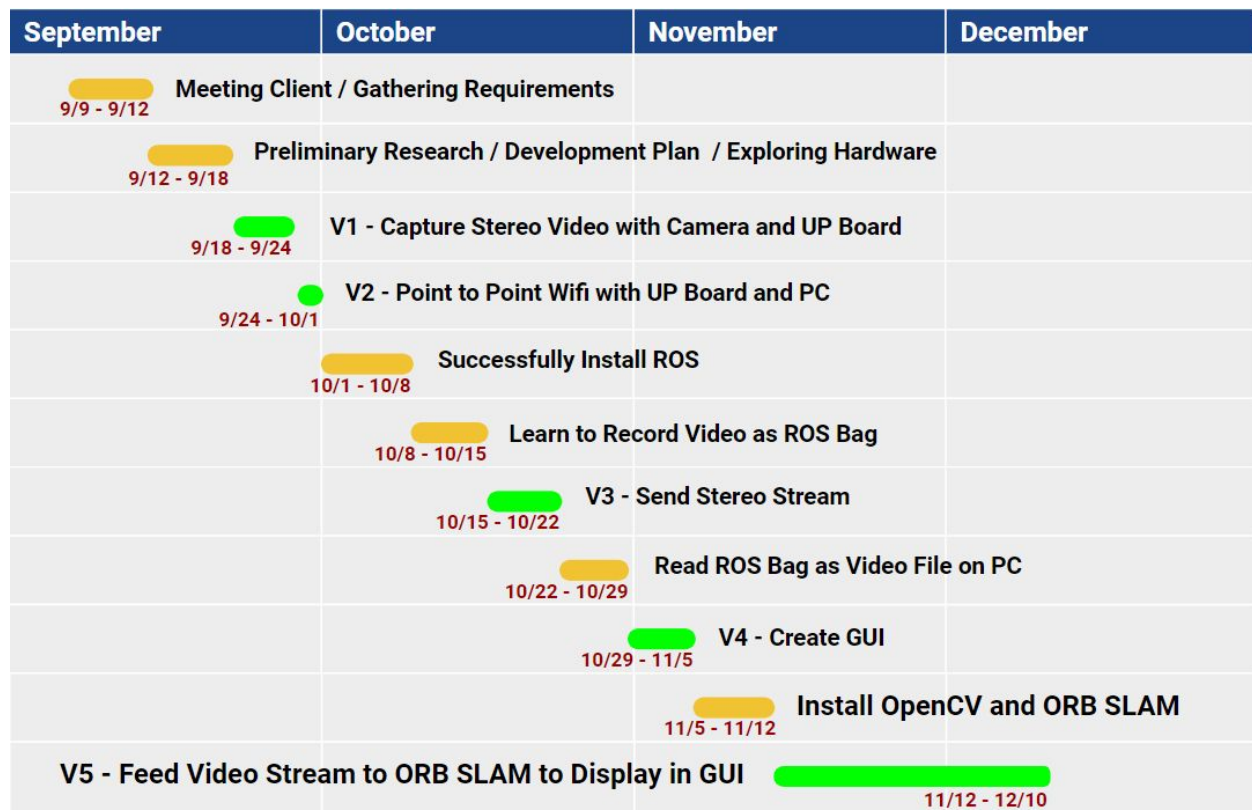 September October November December
Meeting Client / Gathering Requirements
9/9 - 9/12
Preliminary Research / Development Plan / Exploring Hardware
9/12 - 9/18
V1 - Capture Stereo Video with Camera and UP Board
9/18 - 9/24
V2 - Point to Point Wifi with UP Board and PC
9/24 - 10/1
Successfully Install ROS
10/1 - 10/8
Learn to Record Video as ROS Bag
10/8 - 10/15
V3 - Send Stereo Stream
10/15 - 10/22
Read ROS Bag as Video File on PC
10/22 - 10/29
V4 - Create GUI
10/29 - 11/5
Install OpenCV and ORB SLAM
11/5 - 11/12
V5 - Feed Video Stream to ORB SLAM to Display in GUI
11/12 - 12/10